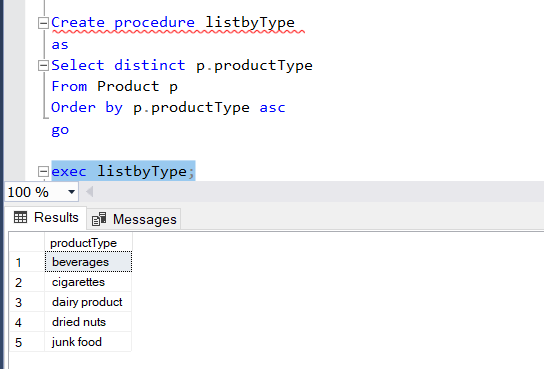 Create procedure listbyType
as
Select distinct p.productType
From Product p
Order by p.productType asc
go
exec listbyType;
100 %
Results Messages
productType
1 beverages
2 cigarettes
3 dairy product
4 dried nuts
5 junk food